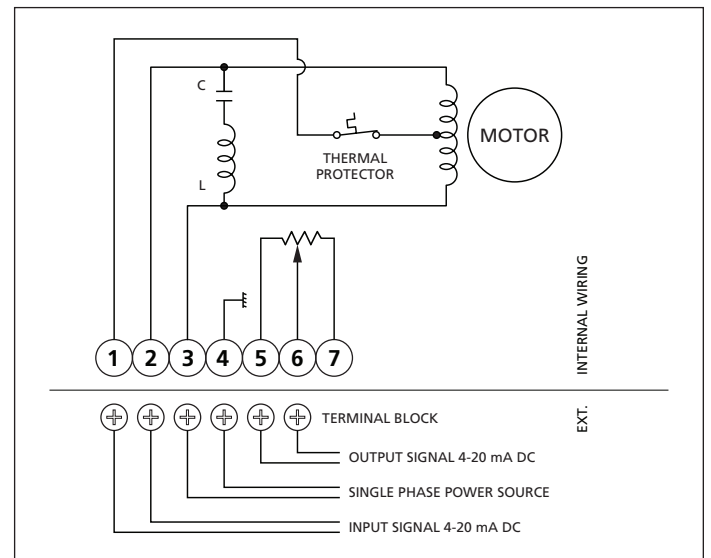 C
L
THERMAL
PROTECTOR
MOTOR
INTERNAL WIRING
1 2 3 4 5 6 7
EXT.
TERMINAL BLOCK
OUTPUT SIGNAL 4-20 mA DC
SINGLE PHASE POWER SOURCE
INPUT SIGNAL 4-20 mA DC